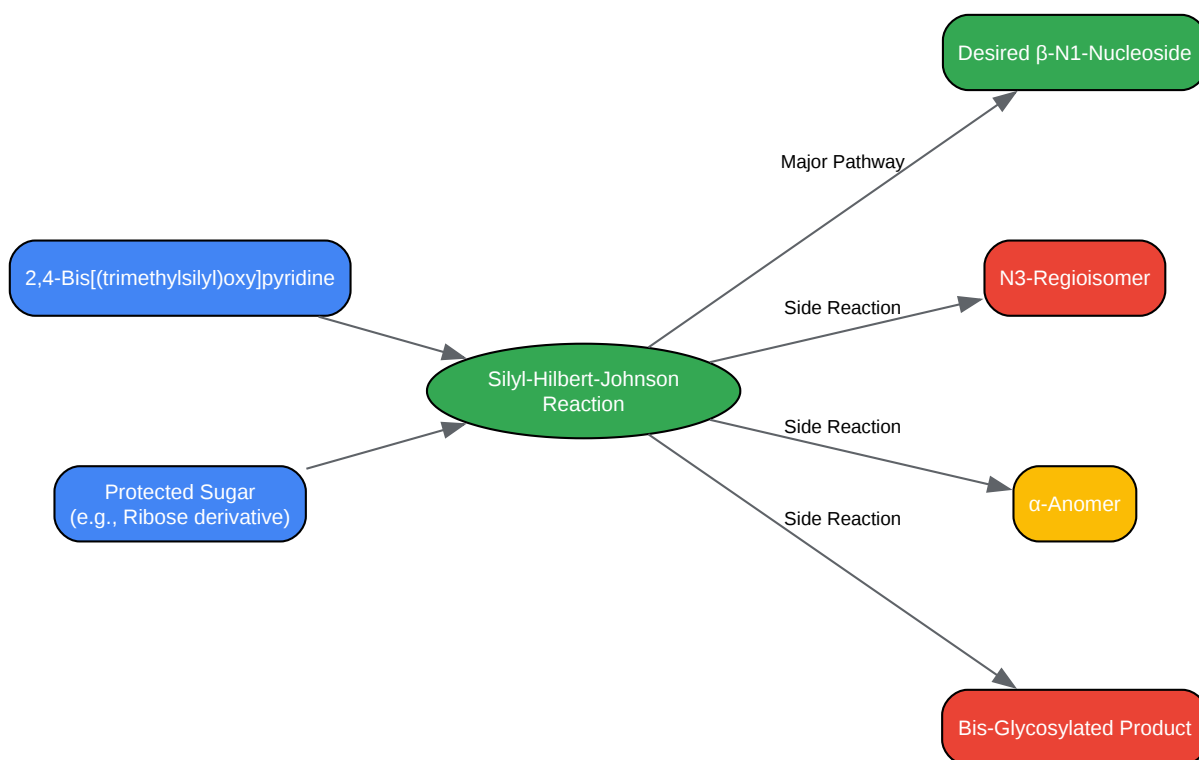 Desired β-N1-Nucleoside
Major Pathway
2,4-Bis[(trimethylsilyl)oxy]pyridine
N3-Regioisomer
Side Reaction
Silyl-Hilbert-Johnson
Reaction
Side Reaction
Protected Sugar
(e.g., Ribose derivative)
α-Anomer
Side Reaction
Bis-Glycosylated Product